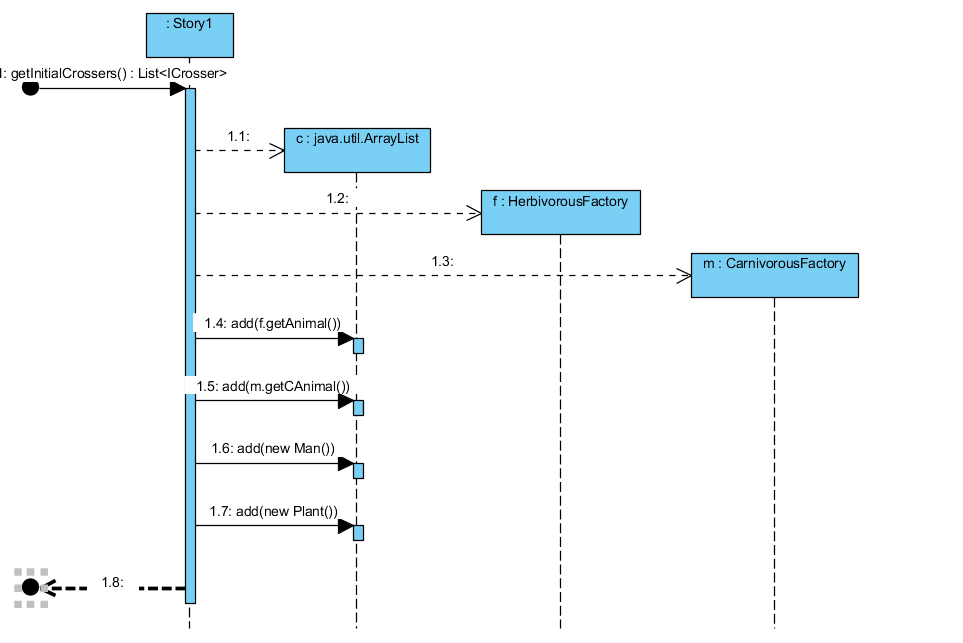 : Story1
1: getInitialCrossers() : List<ICrosser>
1.1:
c : java.util.ArrayList
1.2:
f : HerbivorousFactory
1.3:
m : CarnivorousFactory
1.4: add(f.getAnimal())
1.5: add(m.getCAnimal())
1.6: add(new Man())
1.7: add(new Plant())
1.8: